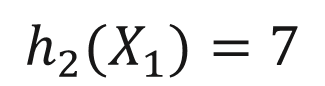 h₂(X₁) = 7